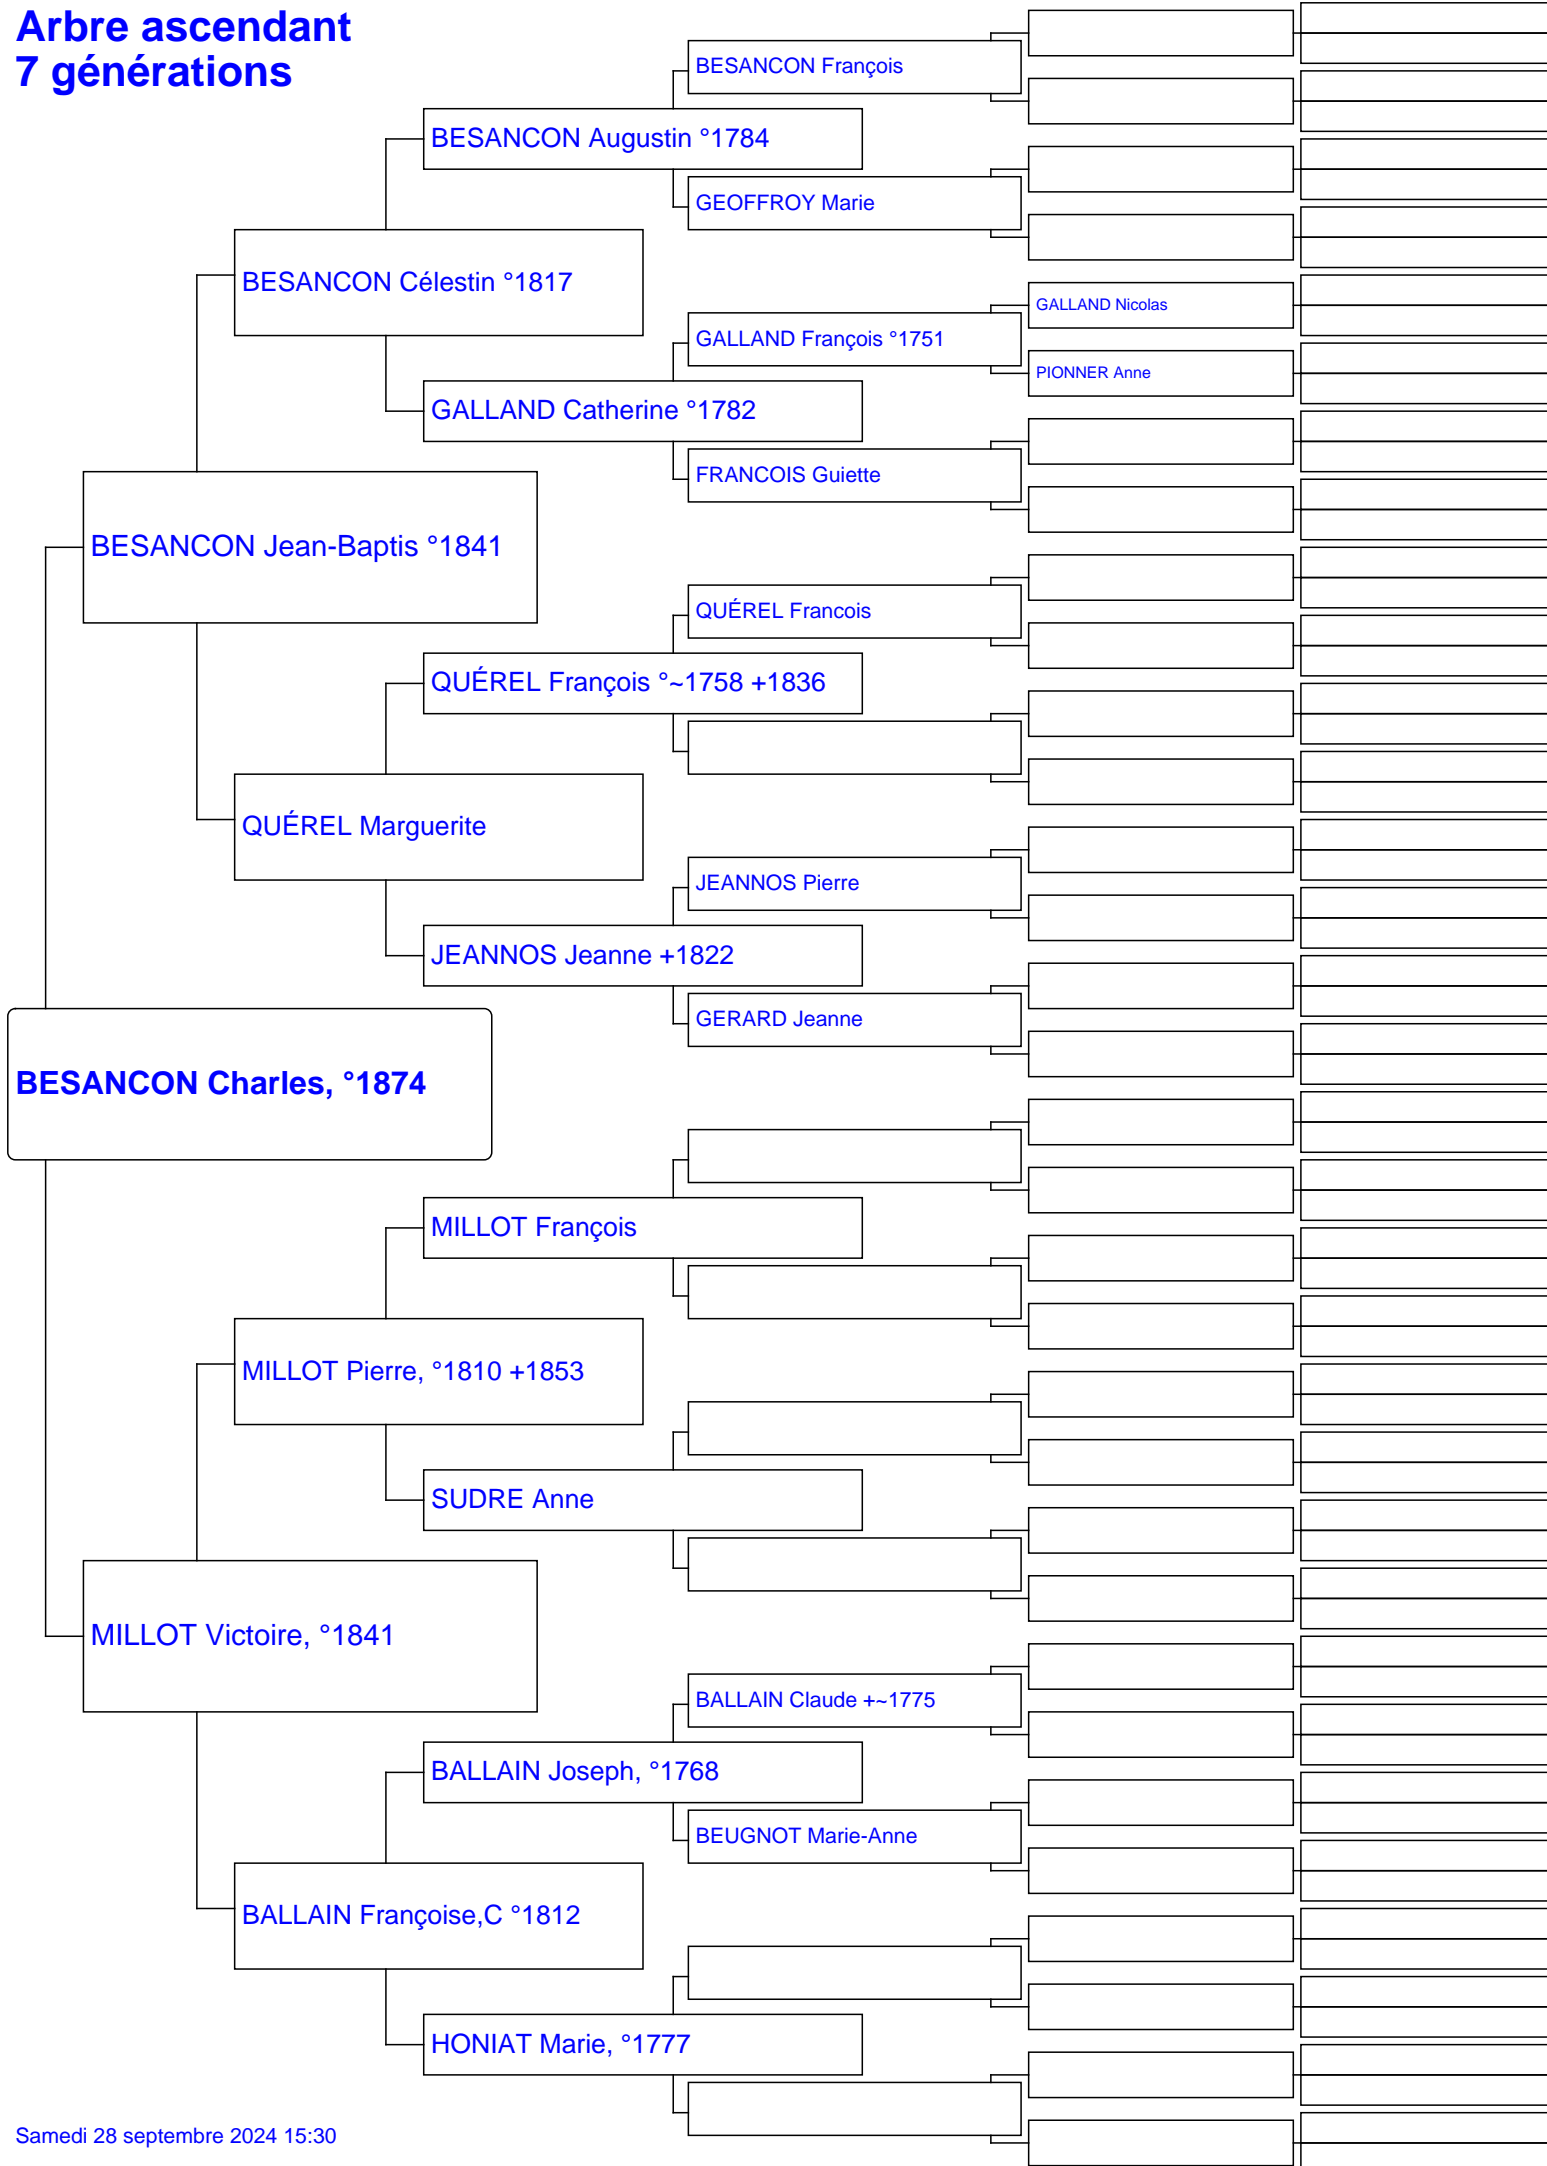 Arbre ascendant
7 générations
BESANCON François
BESANCON Augustin °1784
GEOFFROY Marie
BESANCON Célestin °1817
GALLAND Nicolas
GALLAND François °1751
PIONNER Anne
GALLAND Catherine °1782
FRANCOIS Guiette
BESANCON Jean-Baptis °1841
QUÉREL Francois
QUÉREL François °~1758 +1836
QUÉREL Marguerite
JEANNOS Pierre
JEANNOS Jeanne +1822
GERARD Jeanne
BESANCON Charles, °1874
MILLOT François
MILLOT Pierre, °1810 +1853
SUDRE Anne
MILLOT Victoire, °1841
BALLAIN Claude +~1775
BALLAIN Joseph, °1768
BEUGNOT Marie-Anne
BALLAIN Françoise,C °1812
HONIAT Marie, °1777
Samedi 28 septembre 2024 15:30